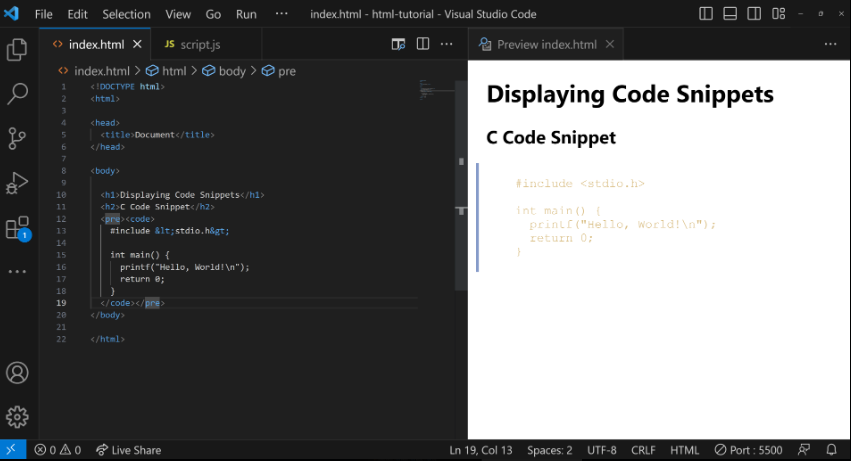 File Edit Selection View Go Run ··· index.html - html-tutorial - Visual Studio Code
index.html
JS script.js
Preview index.html
index.html > html > body > pre
1 <!DOCTYPE html>
2 <html>
3
4 <head>
5 <title>Document</title>
6 </head>
7
8 <body>
9
10 <h1>Displaying Code Snippets</h1>
11 <h2>C Code Snippet</h2>
12 <pre><code>
13 #include &lt;stdio.h&gt;
14
15 int main() {
16 printf("Hello, World!\n");
17 return 0;
18 }
19 </code></pre>
20 </body>
21
22 </html>
Displaying Code Snippets
C Code Snippet
#include <stdio.h>
int main() {
printf("Hello, World!\n");
return 0;
}
1
0 0 Live Share Ln 19, Col 13 Spaces: 2 UTF-8 CRLF HTML Port : 5500